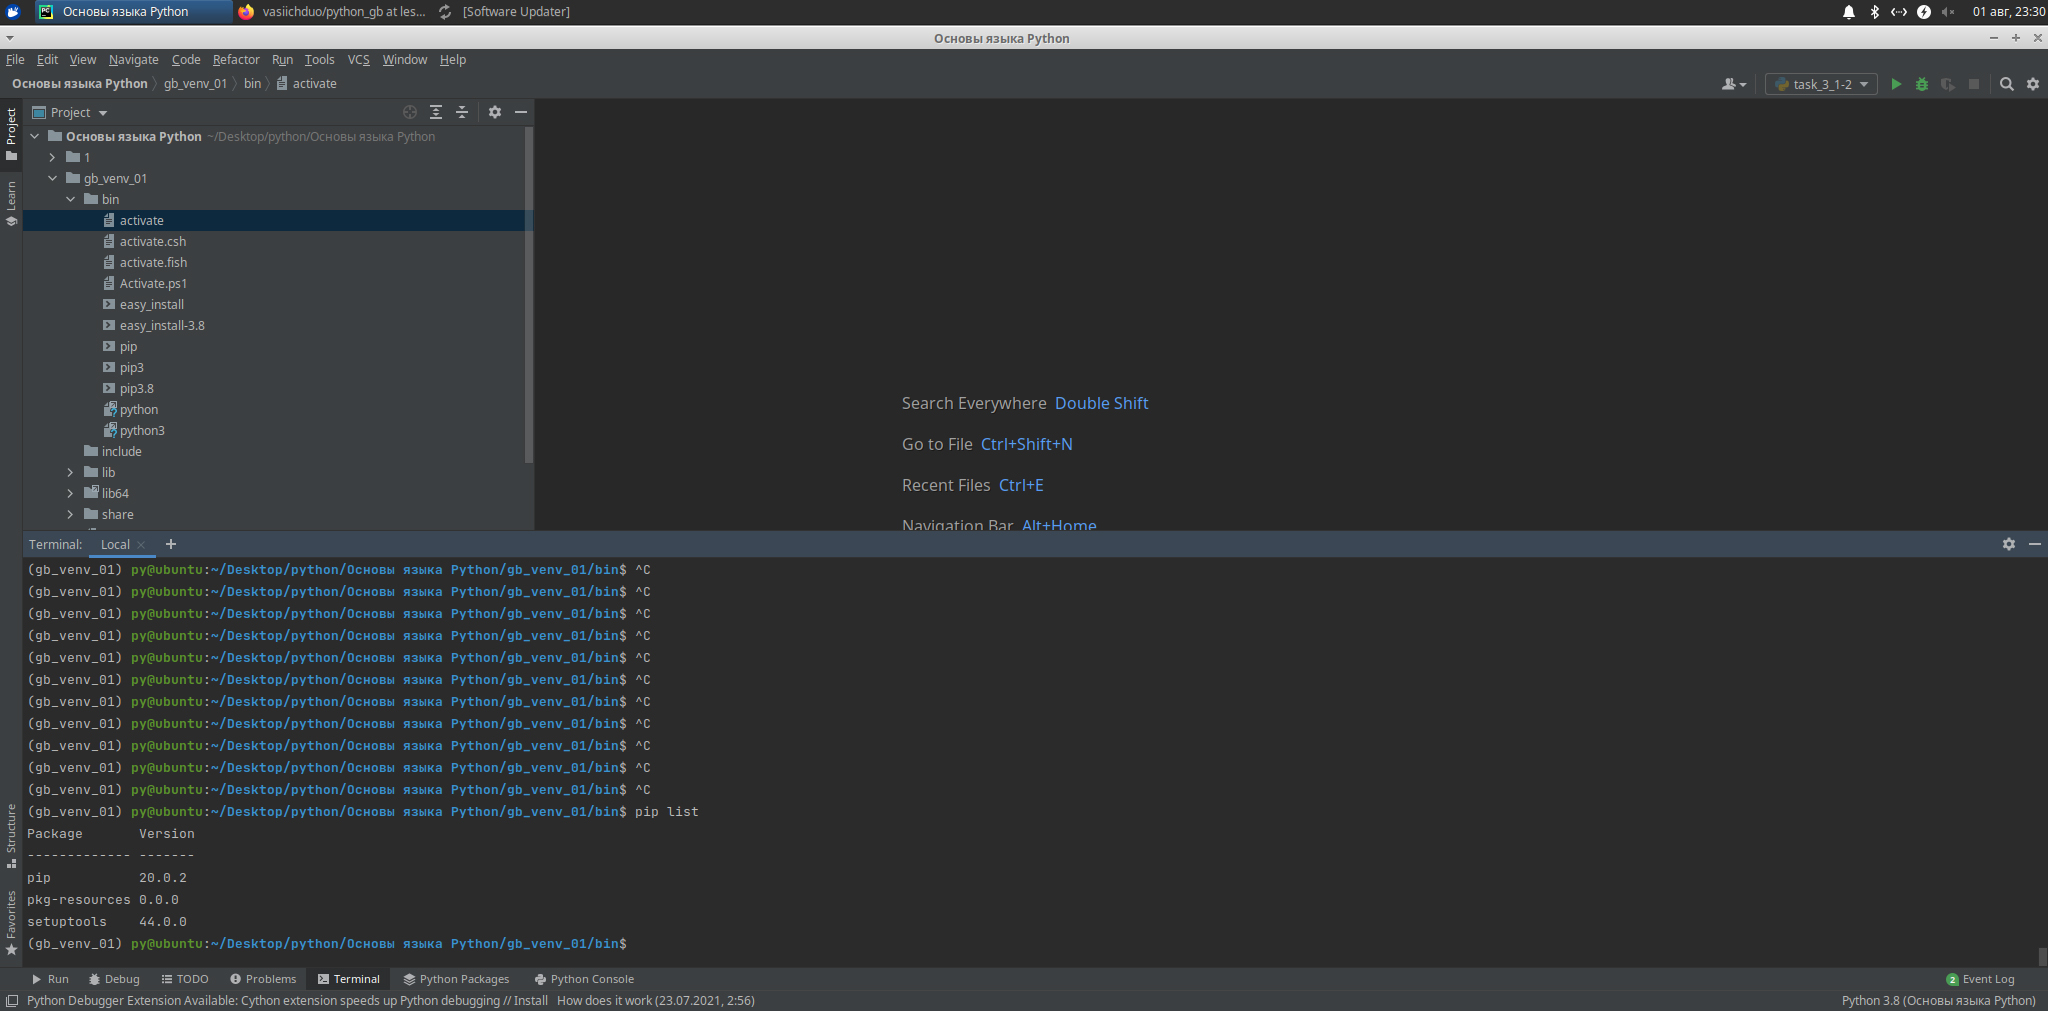 Основы языка Python
vasiichduo/python_gb at les...
[Software Updater]
01 авг, 23:30
Основы языка Python
File Edit View Navigate Code Refactor Run Tools VCS Window Help
Основы языка Python gb_venv_01 bin activate
task_3_1-2
Project
Project
Learn
Основы языка Python ~/Desktop/python/Основы языка Python
1
gb_venv_01
bin
activate
activate.csh
activate.fish
Activate.ps1
easy_install
easy_install-3.8
pip
pip3
pip3.8
python
python3
include
lib
lib64
share
Search Everywhere Double Shift
Go to File Ctrl+Shift+N
Recent Files Ctrl+E
Navigation Bar Alt+Home
Terminal: Local
(gb_venv_01) py@ubuntu:~/Desktop/python/Основы языка Python/gb_venv_01/bin$ ^C
(gb_venv_01) py@ubuntu:~/Desktop/python/Основы языка Python/gb_venv_01/bin$ ^C
(gb_venv_01) py@ubuntu:~/Desktop/python/Основы языка Python/gb_venv_01/bin$ ^C
(gb_venv_01) py@ubuntu:~/Desktop/python/Основы языка Python/gb_venv_01/bin$ ^C
(gb_venv_01) py@ubuntu:~/Desktop/python/Основы языка Python/gb_venv_01/bin$ ^C
(gb_venv_01) py@ubuntu:~/Desktop/python/Основы языка Python/gb_venv_01/bin$ ^C
(gb_venv_01) py@ubuntu:~/Desktop/python/Основы языка Python/gb_venv_01/bin$ ^C
(gb_venv_01) py@ubuntu:~/Desktop/python/Основы языка Python/gb_venv_01/bin$ ^C
(gb_venv_01) py@ubuntu:~/Desktop/python/Основы языка Python/gb_venv_01/bin$ ^C
(gb_venv_01) py@ubuntu:~/Desktop/python/Основы языка Python/gb_venv_01/bin$ ^C
(gb_venv_01) py@ubuntu:~/Desktop/python/Основы языка Python/gb_venv_01/bin$ ^C
(gb_venv_01) py@ubuntu:~/Desktop/python/Основы языка Python/gb_venv_01/bin$ pip list
Package Version
------------- -------
pip 20.0.2
pkg-resources 0.0.0
setuptools 44.0.0
(gb_venv_01) py@ubuntu:~/Desktop/python/Основы языка Python/gb_venv_01/bin$
Structure
Favorites
Run Debug TODO Problems Terminal Python Packages Python Console
2 Event Log
Python Debugger Extension Available: Cython extension speeds up Python debugging // Install How does it work (23.07.2021, 2:56)
Python 3.8 (Основы языка Python)